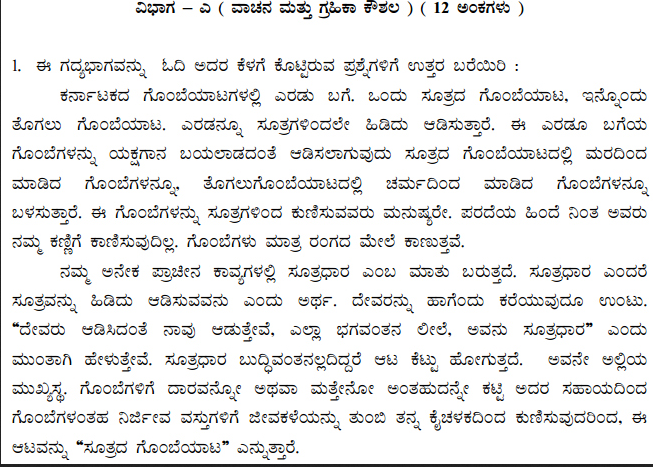 ವಿಭಾಗ – ಎ ( ವಾಚನ ಮತ್ತು ಗ್ರಹಿಕಾ ಕೌಶಲ ) ( 12 ಅಂಕಗಳು )
1. ಈ ಗದ್ಯಭಾಗವನ್ನು ಓದಿ ಅದರ ಕೆಳಗೆ ಕೊಟ್ಟಿರುವ ಪ್ರಶ್ನೆಗಳಿಗೆ ಉತ್ತರ ಬರೆಯಿರಿ :
ಕರ್ನಾಟಕದ ಗೊಂಬೆಯಾಟಗಳಲ್ಲಿ ಎರಡು ಬಗೆ. ಒಂದು ಸೂತ್ರದ ಗೊಂಬೆಯಾಟ, ಇನ್ನೊಂದು
ತೊಗಲು ಗೊಂಬೆಯಾಟ. ಎರಡನ್ನೂ ಸೂತ್ರಗಳಿಂದಲೇ ಹಿಡಿದು ಆಡಿಸುತ್ತಾರೆ. ಈ ಎರಡೂ ಬಗೆಯ
ಗೊಂಬೆಗಳನ್ನು ಯಕ್ಷಗಾನ ಬಯಲಾಡದಂತೆ ಆಡಿಸಲಾಗುವುದು ಸೂತ್ರದ ಗೊಂಬೆಯಾಟದಲ್ಲಿ ಮರದಿಂದ
ಮಾಡಿದ ಗೊಂಬೆಗಳನ್ನೂ, ತೊಗಲುಗೊಂಬೆಯಾಟದಲ್ಲಿ ಚರ್ಮದಿಂದ ಮಾಡಿದ ಗೊಂಬೆಗಳನ್ನೂ
ಬಳಸುತ್ತಾರೆ. ಈ ಗೊಂಬೆಗಳನ್ನು ಸೂತ್ರಗಳಿಂದ ಕುಣಿಸುವವರು ಮನುಷ್ಯರೇ. ಪರದೆಯ ಹಿಂದೆ ನಿಂತ ಅವರು
ನಮ್ಮ ಕಣ್ಣಿಗೆ ಕಾಣಿಸುವುದಿಲ್ಲ. ಗೊಂಬೆಗಳು ಮಾತ್ರ ರಂಗದ ಮೇಲೆ ಕಾಣುತ್ತವೆ.
ನಮ್ಮ ಅನೇಕ ಪ್ರಾಚೀನ ಕಾವ್ಯಗಳಲ್ಲಿ ಸೂತ್ರಧಾರ ಎಂಬ ಮಾತು ಬರುತ್ತದೆ. ಸೂತ್ರಧಾರ ಎಂದರೆ
ಸೂತ್ರವನ್ನು ಹಿಡಿದು ಆಡಿಸುವವನು ಎಂದು ಅರ್ಥ. ದೇವರನ್ನು ಹಾಗೆಂದು ಕರೆಯುವುದೂ ಉಂಟು.
“ದೇವರು ಆಡಿಸಿದಂತೆ ನಾವು ಆಡುತ್ತೇವೆ, ಎಲ್ಲಾ ಭಗವಂತನ ಲೀಲೆ, ಅವನು ಸೂತ್ರಧಾರ” ಎಂದು
ಮುಂತಾಗಿ ಹೇಳುತ್ತೇವೆ. ಸೂತ್ರಧಾರ ಬುದ್ಧಿವಂತನಲ್ಲದಿದ್ದರೆ ಆಟ ಕೆಟ್ಟು ಹೋಗುತ್ತದೆ. ಅವನೇ ಅಲ್ಲಿಯ
ಮುಖ್ಯಸ್ಥ. ಗೊಂಬೆಗಳಿಗೆ ದಾರವನ್ನೋ ಅಥವಾ ಮತ್ತೇನೋ ಅಂತಹುದನ್ನೇ ಕಟ್ಟಿ ಅದರ ಸಹಾಯದಿಂದ
ಗೊಂಬೆಗಳಂತಹ ನಿರ್ಜೀವ ವಸ್ತುಗಳಿಗೆ ಜೀವಕಳೆಯನ್ನು ತುಂಬಿ ತನ್ನ ಕೈಚಳಕದಿಂದ ಕುಣಿಸುವುದರಿಂದ, ಈ
ಆಟವನ್ನು “ಸೂತ್ರದ ಗೊಂಬೆಯಾಟ” ಎನ್ನುತ್ತಾರೆ.